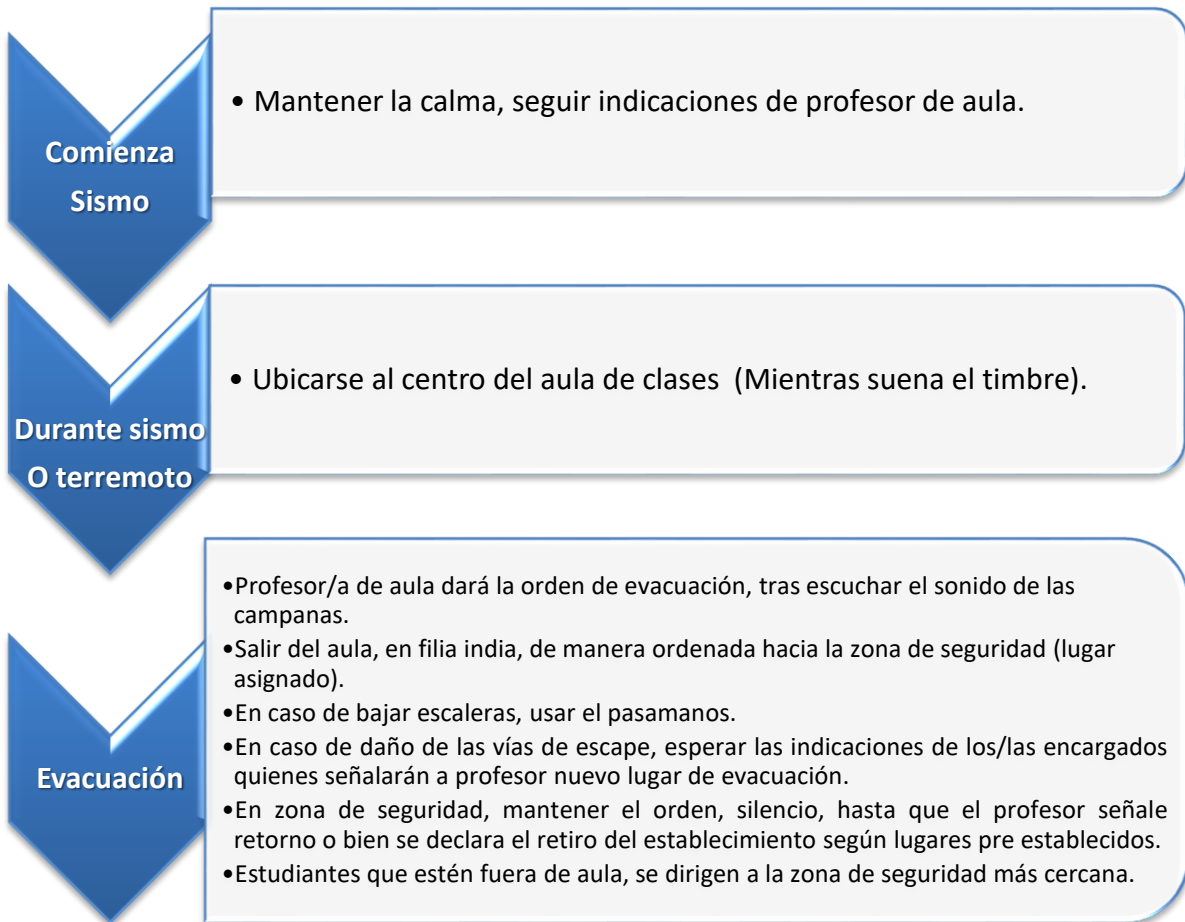 Comienza
Sismo
• Mantener la calma, seguir indicaciones de profesor de aula.
Durante sismo
O terremoto
• Ubicarse al centro del aula de clases (Mientras suena el timbre).
Evacuación
•Profesor/a de aula dará la orden de evacuación, tras escuchar el sonido de las
campanas.
•Salir del aula, en filia india, de manera ordenada hacia la zona de seguridad (lugar
asignado).
•En caso de bajar escaleras, usar el pasamanos.
•En caso de daño de las vías de escape, esperar las indicaciones de los/las encargados
quienes señalarán a profesor nuevo lugar de evacuación.
•En zona de seguridad, mantener el orden, silencio, hasta que el profesor señale
retorno o bien se declara el retiro del establecimiento según lugares pre establecidos.
•Estudiantes que estén fuera de aula, se dirigen a la zona de seguridad más cercana.